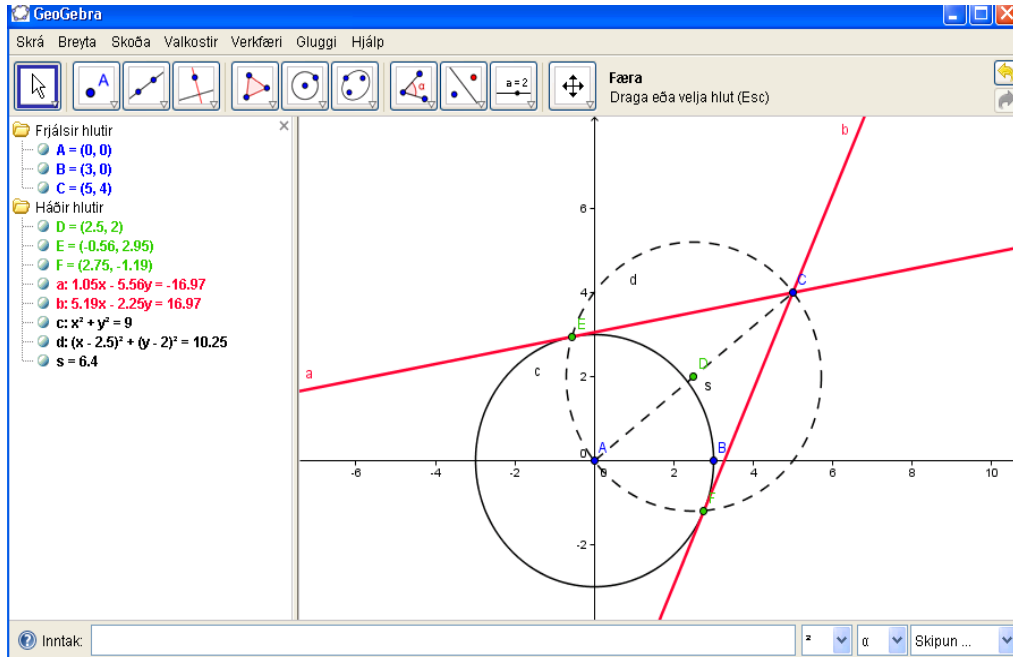 GeoGebra
Skrá Breyta Skoða Valkostir Verkfæri Gluggi Hjálp
A α a = 2
Færa
Draga eða velja hlut (Esc)
Frjálsir hlutir
A = (0, 0)
B = (3, 0)
C = (5, 4)
Háðir hlutir
D = (2.5, 2)
E = (-0.56, 2.95)
F = (2.75, -1.19)
a: 1.05x - 5.56y = -16.97
b: 5.19x - 2.25y = 16.97
c: x² + y² = 9
d: (x - 2.5)² + (y - 2)² = 10.25
s = 6.4
b
6
d
4
C
E
a
c
2
D
s
0
A
B
-6 -4 -2 0 2 4 6 8 10
F
-2
Inntak:
² α Skipun ...